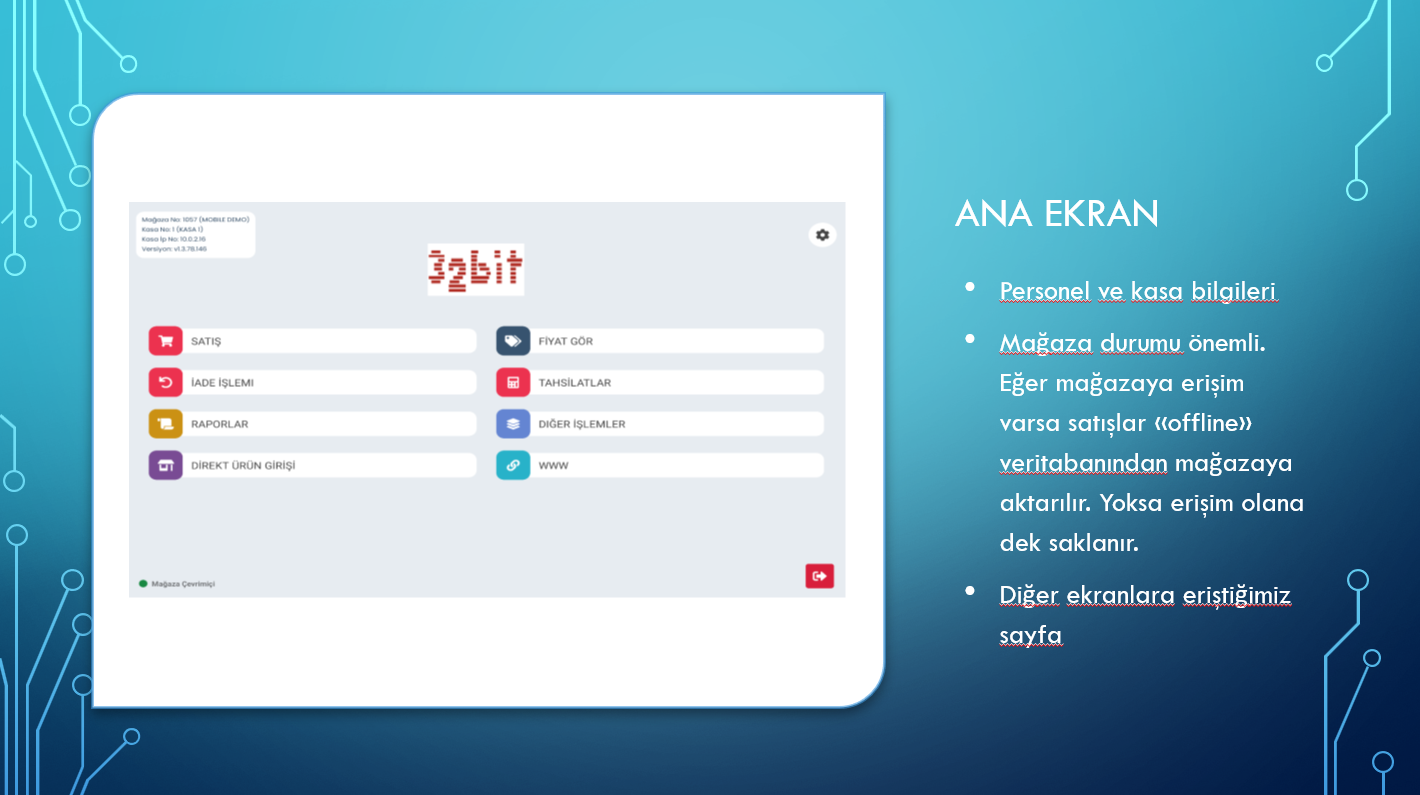 Mağaza No: 1057 (MOBILE DEMO)
Kasa No: 1 (KASA 1)
Kasa İp No: 10.0.2.16
Versiyon: v1.3.78.146
32bit
SATIŞ
FİYAT GÖR
İADE İŞLEMİ
TAHSİLATLAR
RAPORLAR
DİĞER İŞLEMLER
DİREKT ÜRÜN GİRİŞİ
WWW
Mağaza Çevrimiçi
ANA EKRAN
• Personel ve kasa bilgileri
• Mağaza durumu önemli.
Eğer mağazaya erişim
varsa satışlar «offline»
veritabanından mağazaya
aktarılır. Yoksa erişim olana
dek saklanır.
• Diğer ekranlara eriştiğimiz
sayfa